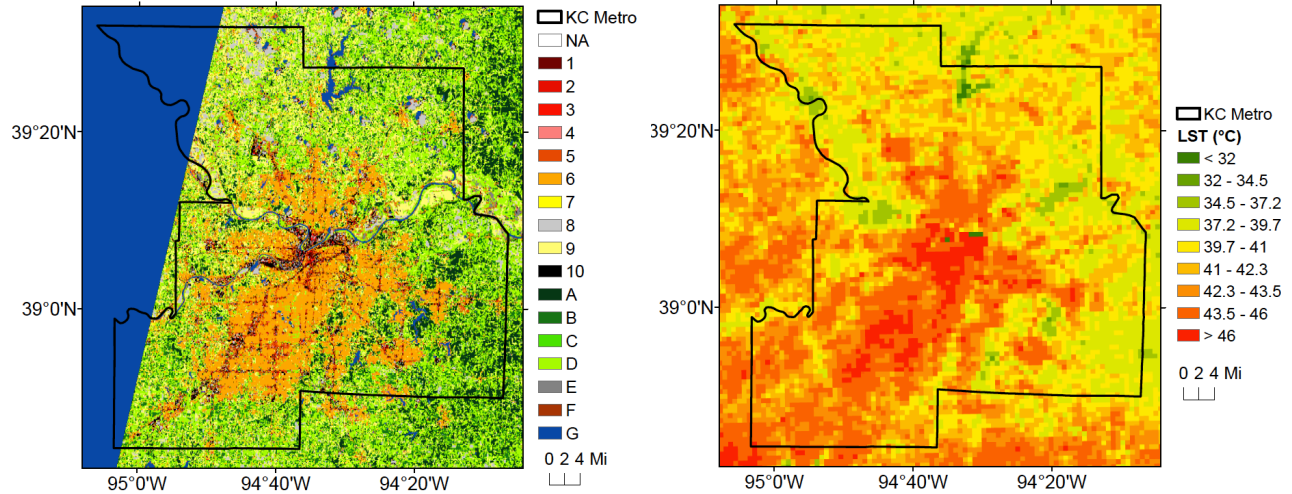 KC Metro
NA
1
2
3
4
5
6
7
8
9
10
A
B
C
D
E
F
G
0 2 4 Mi
39°20'N
39°0'N
95°0'W
94°40'W
94°20'W
39°20'N
39°0'N
95°0'W
94°40'W
94°20'W
KC Metro
LST (°C)
< 32
32 - 34.5
34.5 - 37.2
37.2 - 39.7
39.7 - 41
41 - 42.3
42.3 - 43.5
43.5 - 46
> 46
0 2 4 Mi